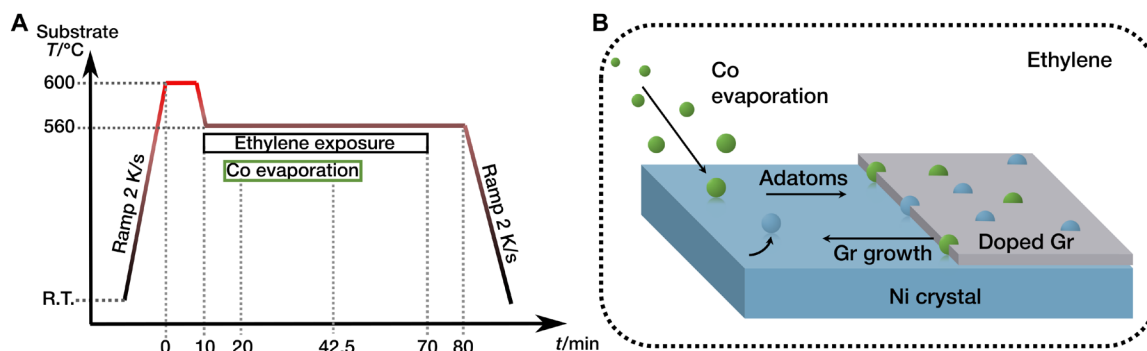 A
Substrate
T/°C
600
560
R.T.
Ramp 2 K/s
Ethylene exposure
Co evaporation
Ramp 2 K/s
0 10 20 42.5 70 80 t/min
B
Co
evaporation
Ethylene
Adatoms
Gr growth
Doped Gr
Ni crystal